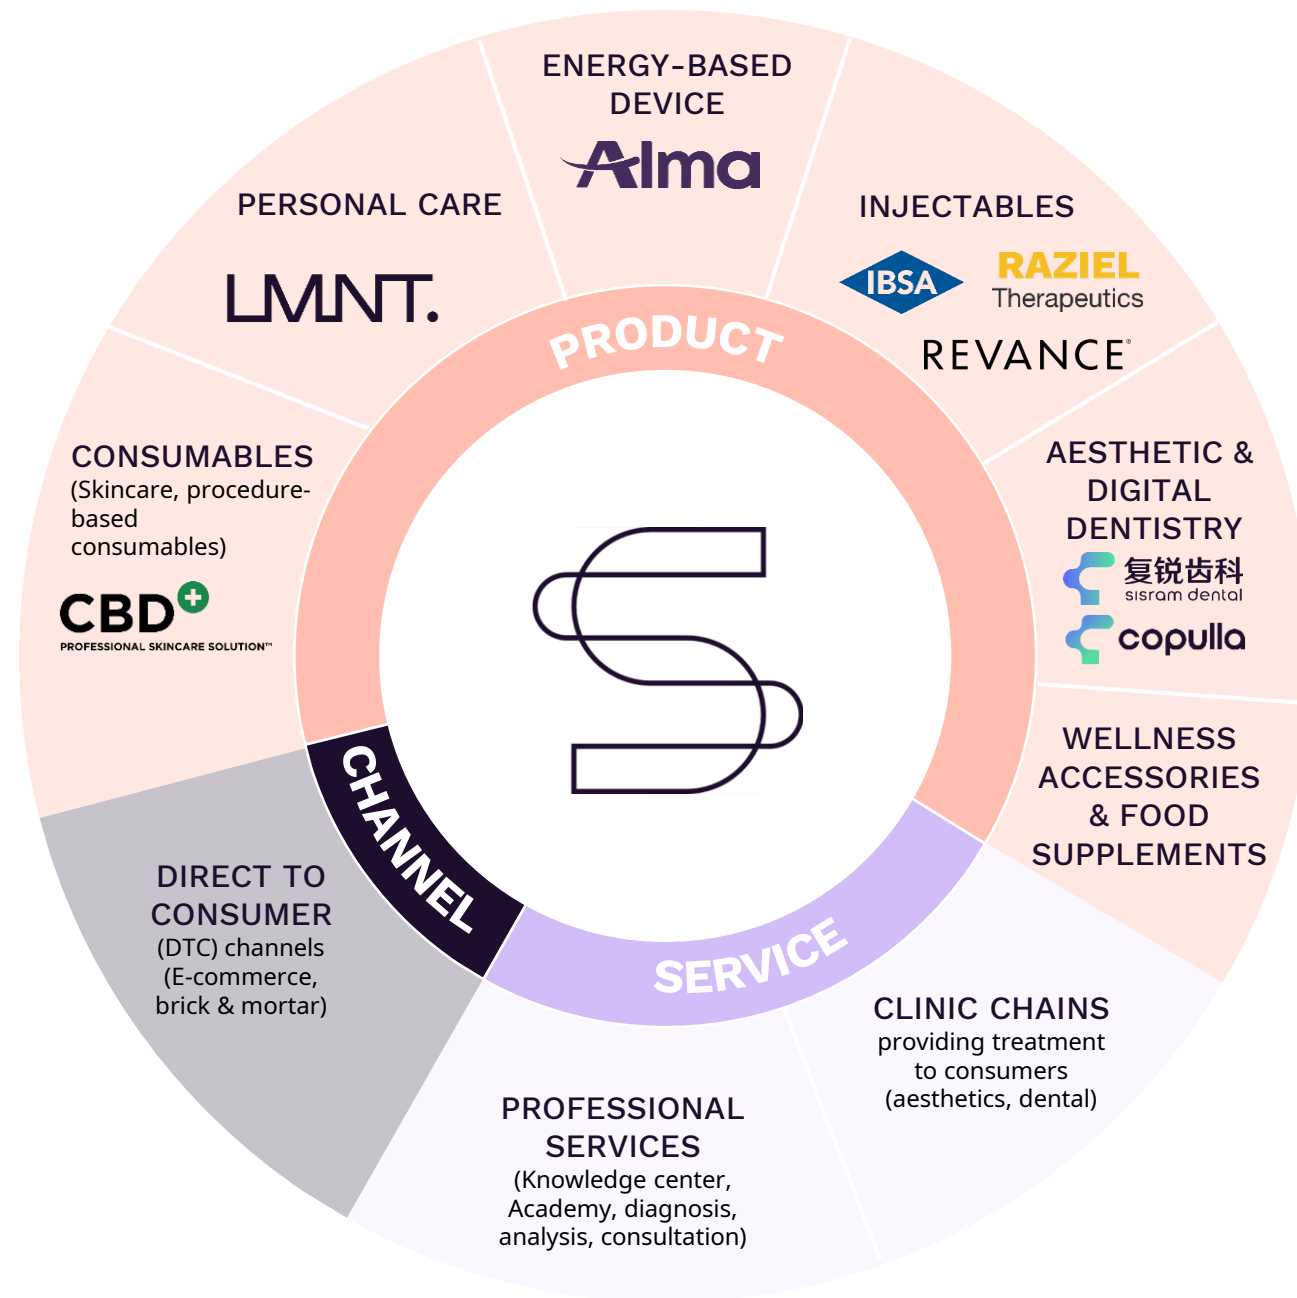 ENERGY-BASED
DEVICE
Alma
PERSONAL CARE
LMNT.
INJECTABLES
IBSA
RAZIEL
Therapeutics
REVANCE®
PRODUCT
CONSUMABLES
(Skincare, procedure-
based
consumables)
CBD+
PROFESSIONAL SKINCARE SOLUTION™
AESTHETIC &
DIGITAL
DENTISTRY
复锐齿科
sisram dental
copulla
WELLNESS
ACCESSORIES
& FOOD
SUPPLEMENTS
CHANNEL
DIRECT TO
CONSUMER
(DTC) channels
(E-commerce,
brick & mortar)
SERVICE
CLINIC CHAINS
providing treatment
to consumers
(aesthetics, dental)
PROFESSIONAL
SERVICES
(Knowledge center,
Academy, diagnosis,
analysis, consultation)